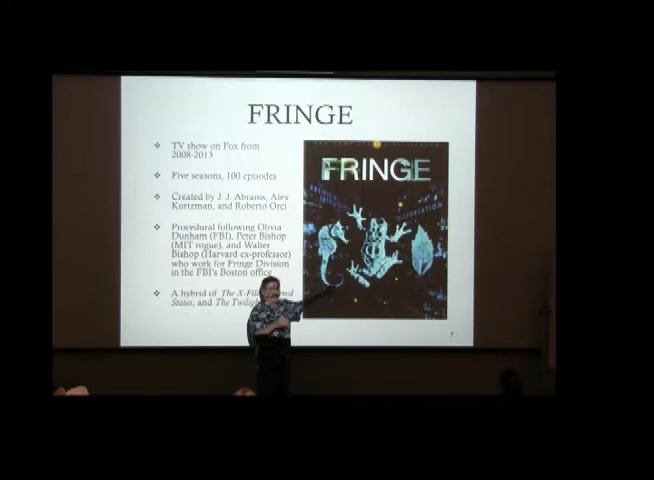 FRINGE
❖ TV show on Fox from
2008-2013
❖ Five seasons, 100 episodes
❖ Created by J. J. Abrams, Alex
Kurtzman, and Roberto Orci
❖ Procedural following Olivia
Dunham (FBI), Peter Bishop
(MIT rogue), and Walter
Bishop (Harvard ex-professor)
who work for Fringe Division
in the FBI's Boston office
❖ A hybrid of The
States, and The
FRINGE